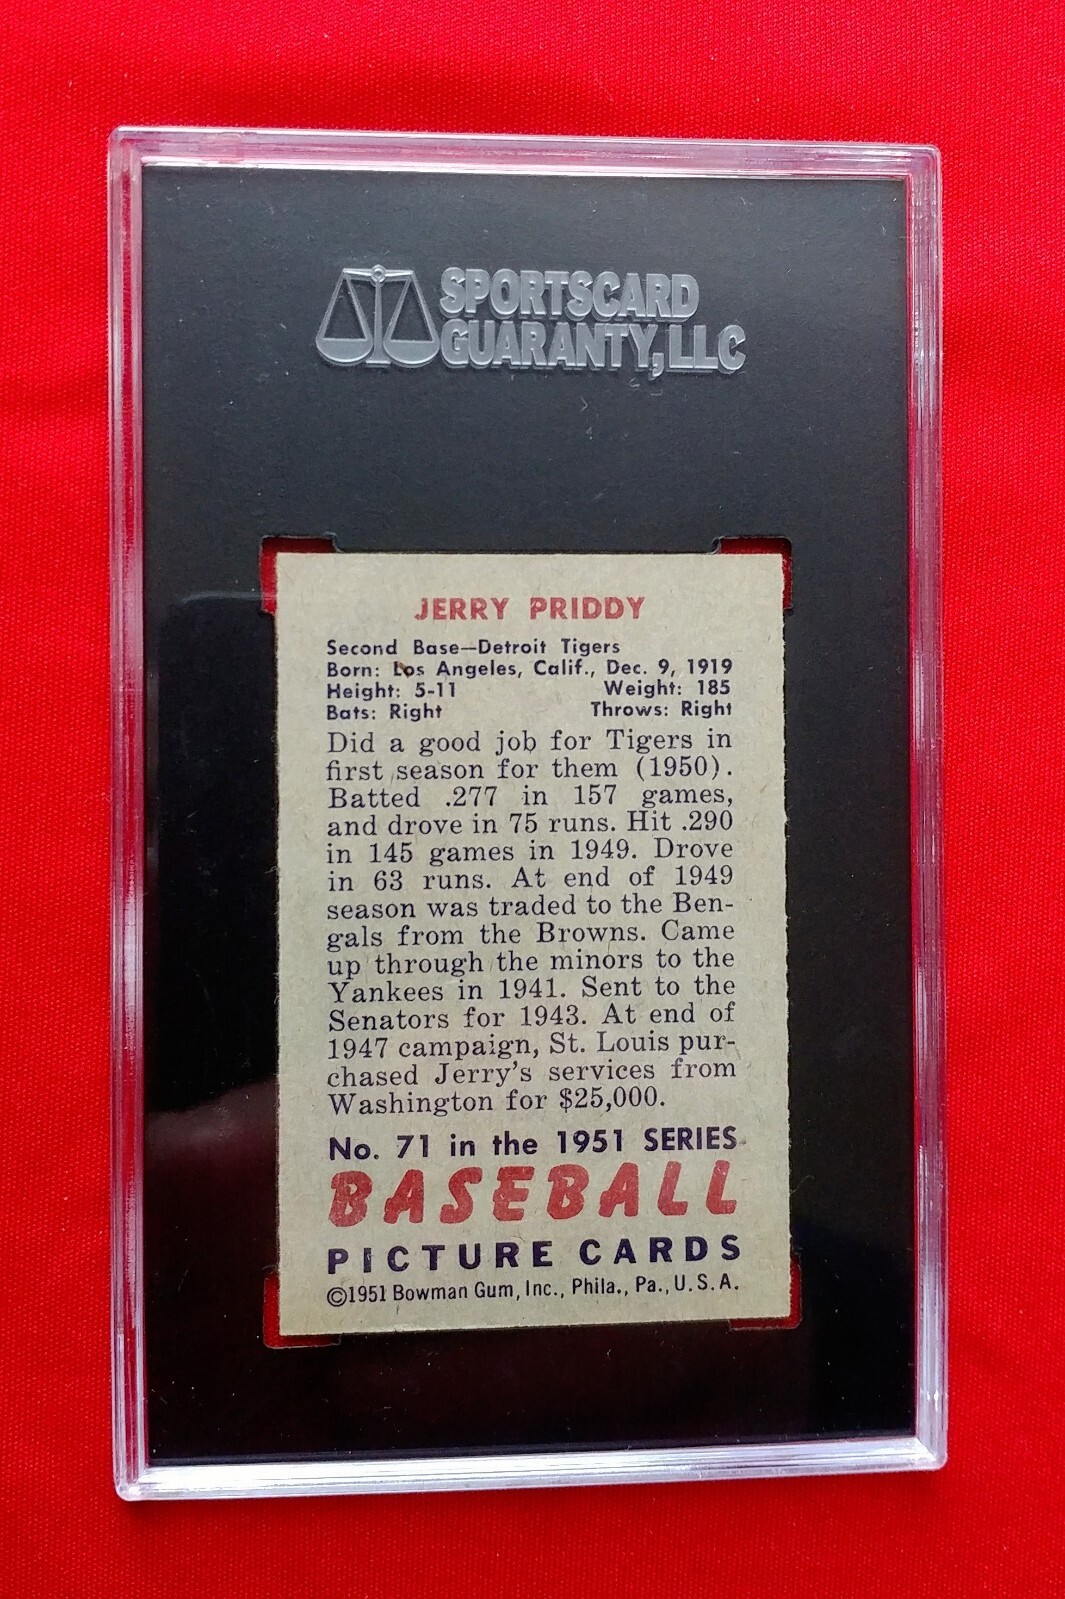 SPORTSCARD
GUARANTY, LLC
JERRY PRIDDY
Second Base—Detroit Tigers
Born: Los Angeles, Calif., Dec. 9, 1919
Height: 5-11 Weight: 185
Bats: Right Throws: Right
Did a good job for Tigers in
first season for them (1950).
Batted .277 in 157 games,
and drove in 75 runs. Hit .290
in 145 games in 1949. Drove
in 63 runs. At end of 1949
season was traded to the Ben-
gals from the Browns. Came
up through the minors to the
Yankees in 1941. Sent to the
Senators for 1943. At end of
1947 campaign, St. Louis pur-
chased Jerry's services from
Washington for $25,000.
No. 71 in the 1951 SERIES
BASEBALL
PICTURE CARDS
©1951 Bowman Gum, Inc., Phila., Pa., U.S.A.